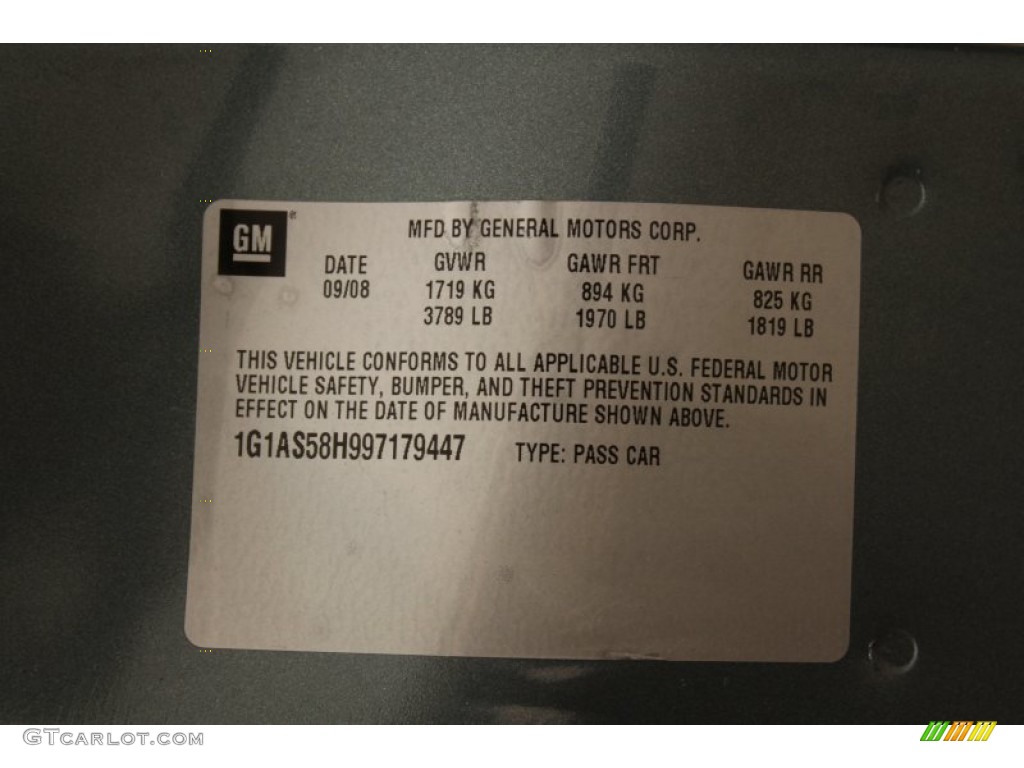 GM®
MFD BY GENERAL MOTORS CORP.
DATE GVWR GAWR FRT GAWR RR
09/08 1719 KG 894 KG 825 KG
3789 LB 1970 LB 1819 LB
THIS VEHICLE CONFORMS TO ALL APPLICABLE U.S. FEDERAL MOTOR
VEHICLE SAFETY, BUMPER, AND THEFT PREVENTION STANDARDS IN
EFFECT ON THE DATE OF MANUFACTURE SHOWN ABOVE.
1G1AS58H997179447 TYPE: PASS CAR
GTCARLOT.COM